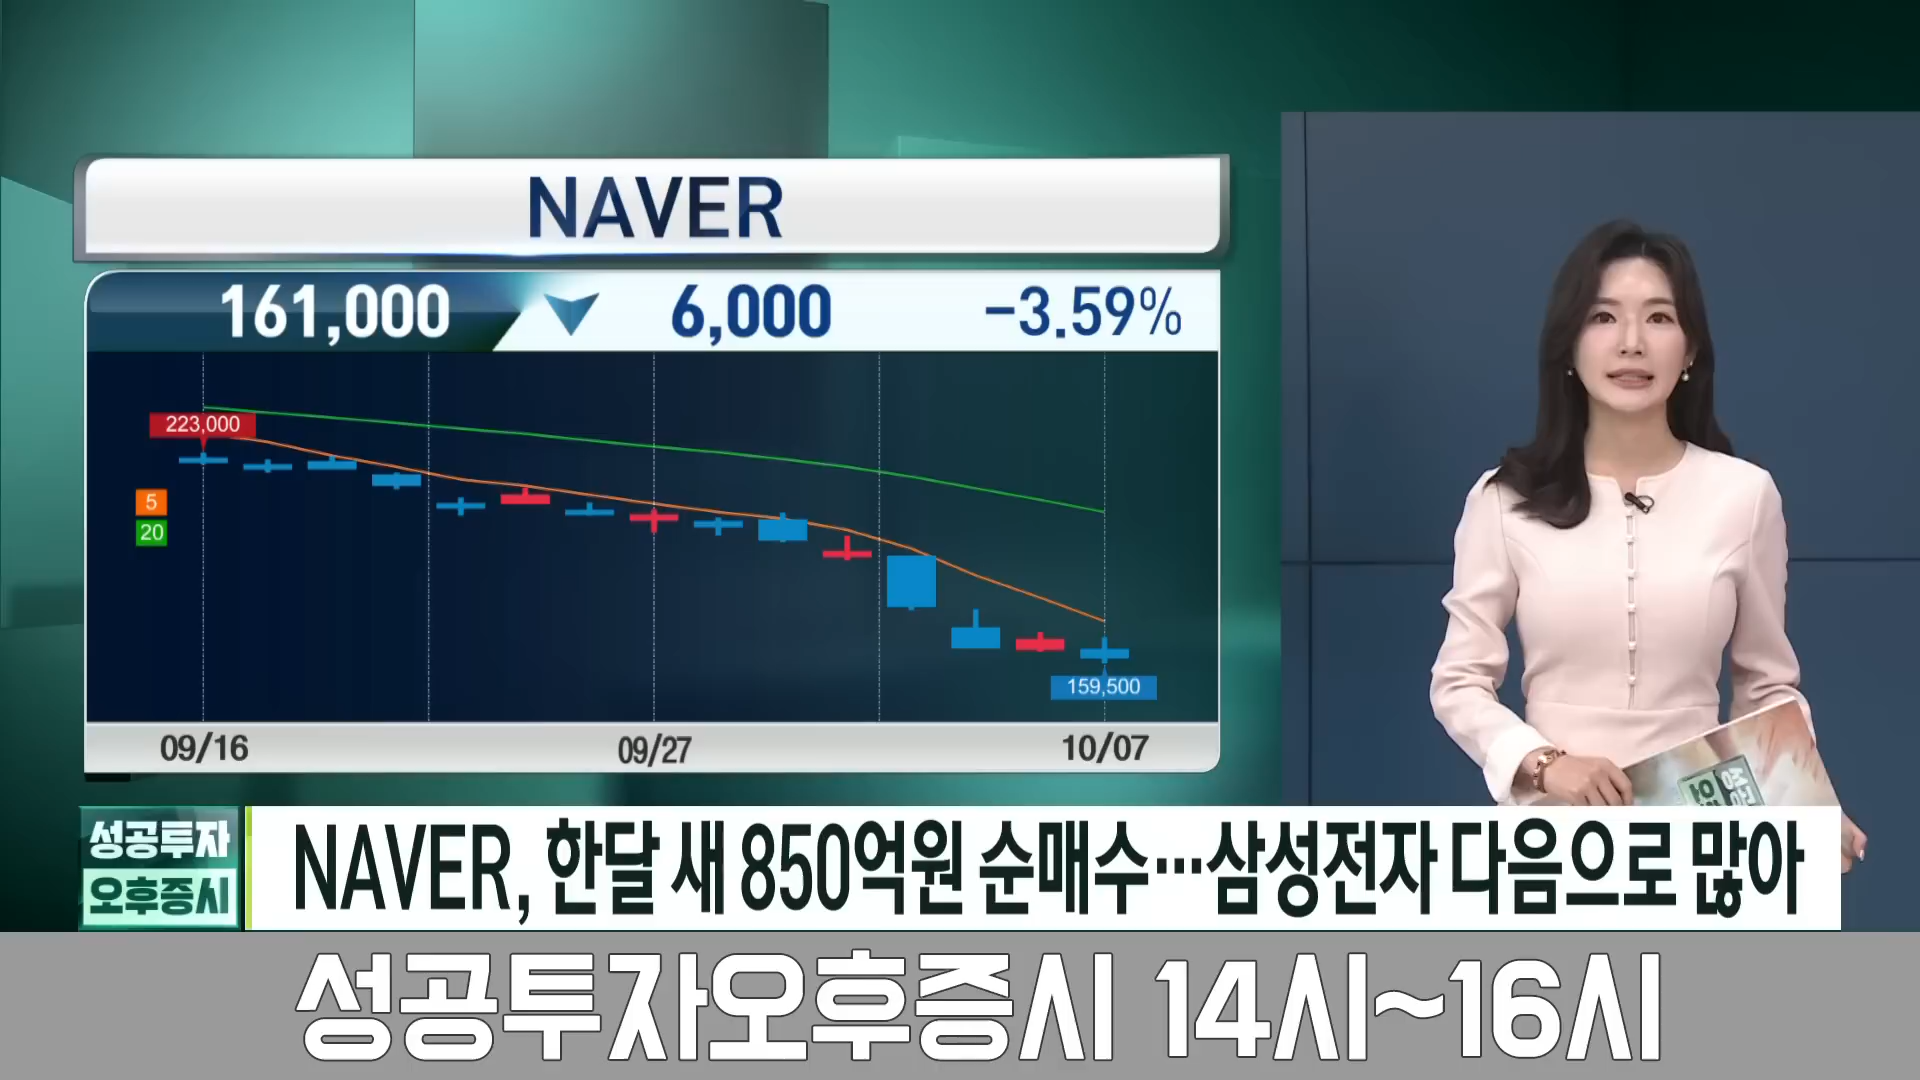 NAVER
161,000 ▼ 6,000 -3.59%
223,000
5
20
159,500
09/16 09/27 10/07
성공투자
오후증시
NAVER, 한달 새 850억원 순매수…삼성전자 다음으로 많아
성공투자오후증시 14시~16시